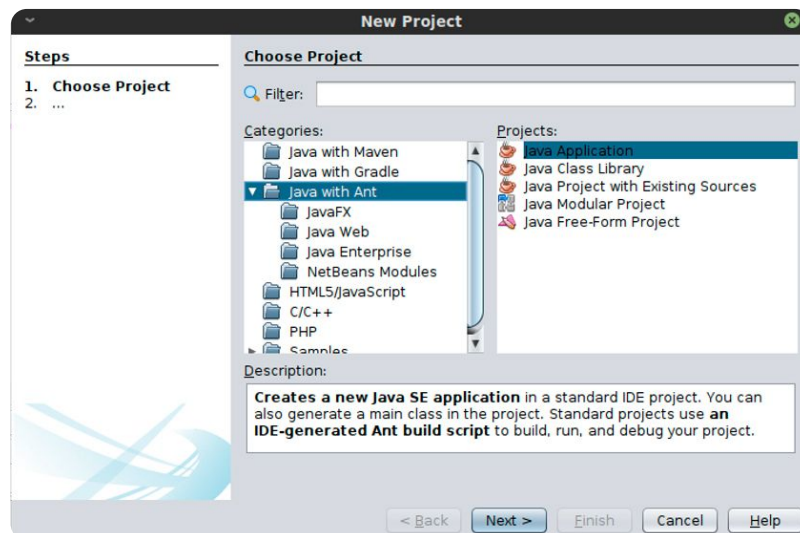 New Project
Steps
1. Choose Project
2. ...
Choose Project
Filter:
Categories:
Java with Maven
Java with Gradle
Java with Ant
JavaFX
Java Web
Java Enterprise
NetBeans Modules
HTML5/JavaScript
C/C++
PHP
Samples
Projects:
Java Application
Java Class Library
Java Project with Existing Sources
Java Modular Project
Java Free-Form Project
Description:
Creates a new Java SE application in a standard IDE project. You can
also generate a main class in the project. Standard projects use an
IDE-generated Ant build script to build, run, and debug your project.
< Back Next > Finish Cancel Help